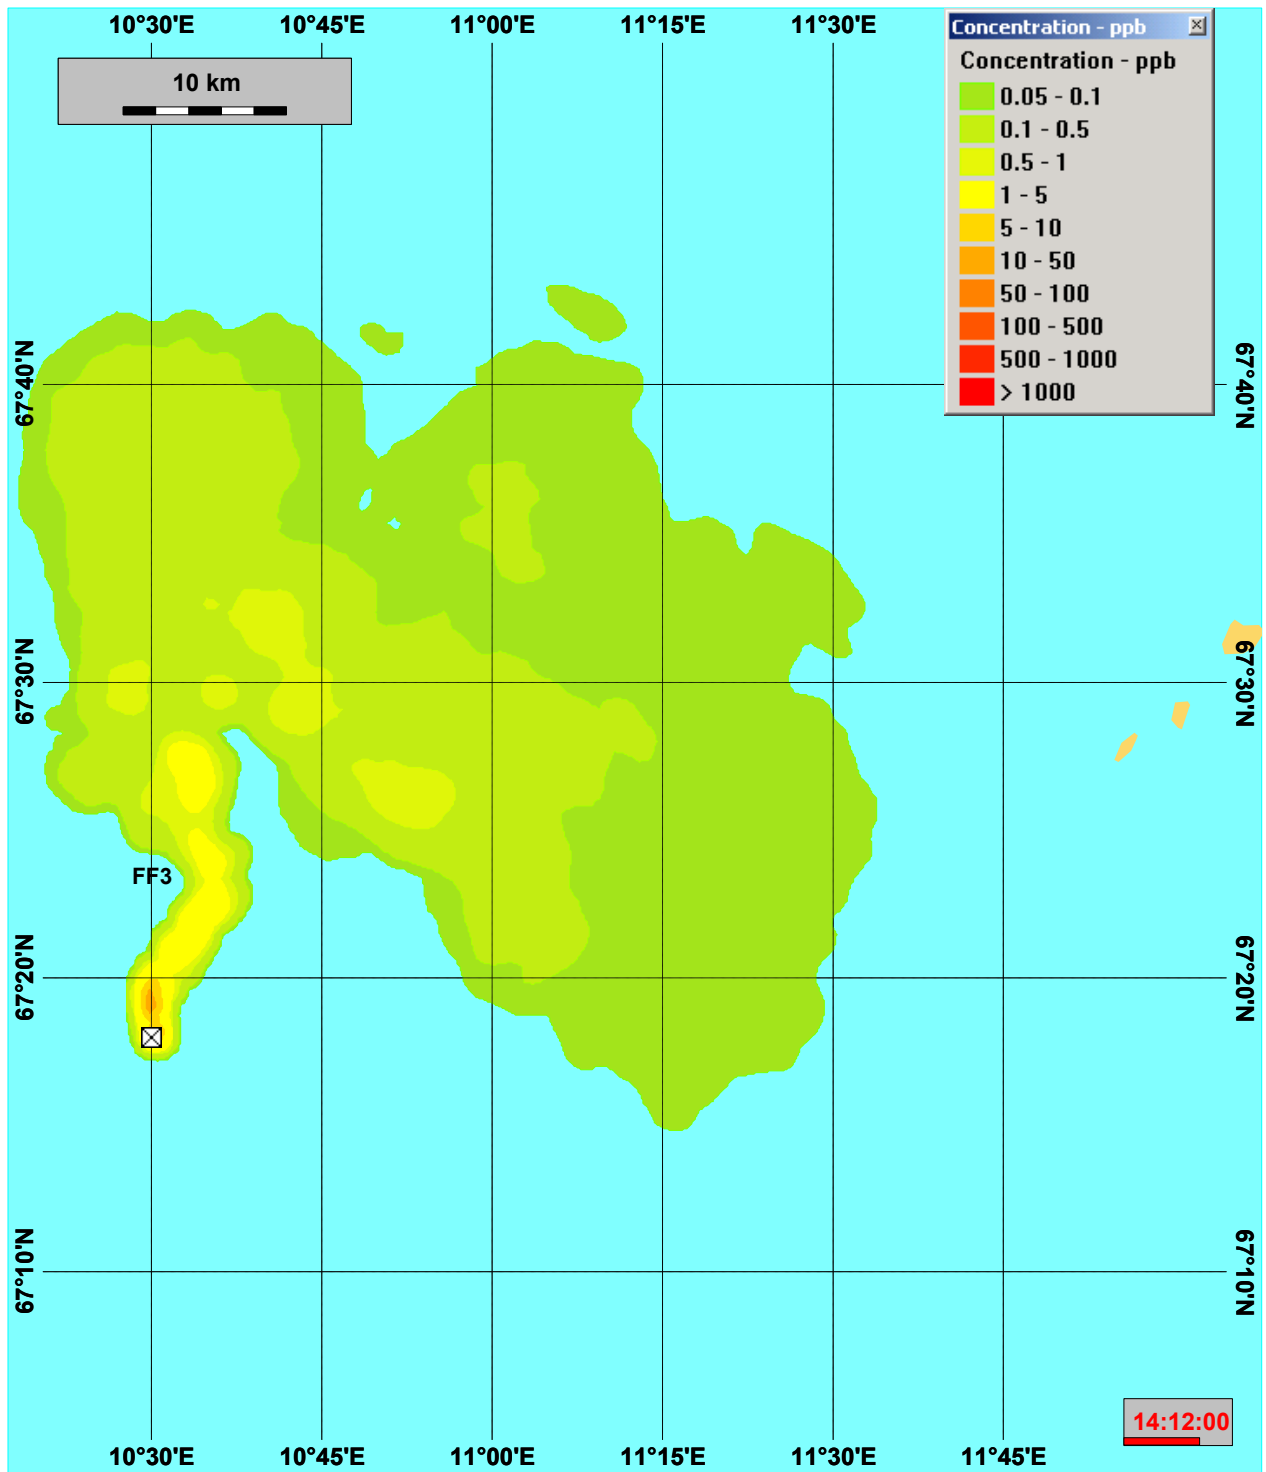 10°30'E 10°45'E 11°00'E 11°15'E 11°30'E
Concentration - ppb
Concentration - ppb
0.05 - 0.1
0.1 - 0.5
0.5 - 1
1 - 5
5 - 10
10 - 50
50 - 100
100 - 500
500 - 1000
> 1000
10 km
67°40'N 67°40'N
67°30'N 67°30'N
FF3
67°20'N 67°20'N
67°10'N 67°10'N
14:12:00
10°30'E 10°45'E 11°00'E 11°15'E 11°30'E 11°45'E